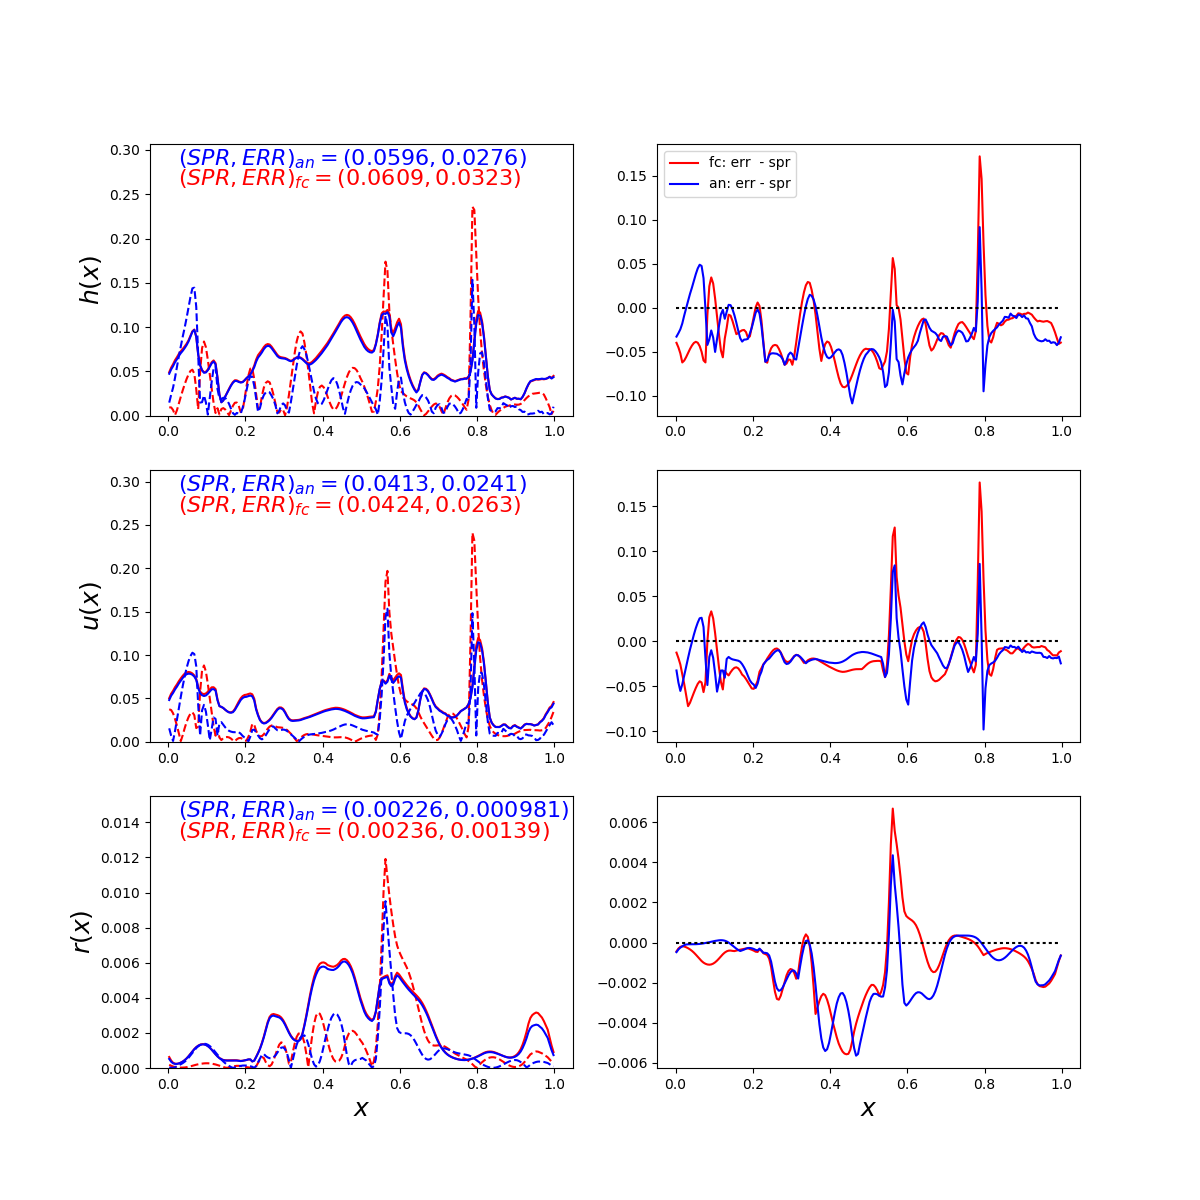 (SPR, ERR)an = (0.0596, 0.0276)
(SPR, ERR)fc = (0.0609, 0.0323)
h(x)
0.30
0.25
0.20
0.15
0.10
0.05
0.00
0.0 0.2 0.4 0.6 0.8 1.0
fc: err - spr
an: err - spr
0.15
0.10
0.05
0.00
−0.05
−0.10
0.0 0.2 0.4 0.6 0.8 1.0
(SPR, ERR)an = (0.0413, 0.0241)
(SPR, ERR)fc = (0.0424, 0.0263)
u(x)
0.30
0.25
0.20
0.15
0.10
0.05
0.00
0.0 0.2 0.4 0.6 0.8 1.0
0.15
0.10
0.05
0.00
−0.05
−0.10
0.0 0.2 0.4 0.6 0.8 1.0
(SPR, ERR)an = (0.00226, 0.000981)
(SPR, ERR)fc = (0.00236, 0.00139)
r(x)
0.014
0.012
0.010
0.008
0.006
0.004
0.002
0.000
0.0 0.2 0.4 0.6 0.8 1.0
x
0.006
0.004
0.002
0.000
−0.002
−0.004
−0.006
0.0 0.2 0.4 0.6 0.8 1.0
x